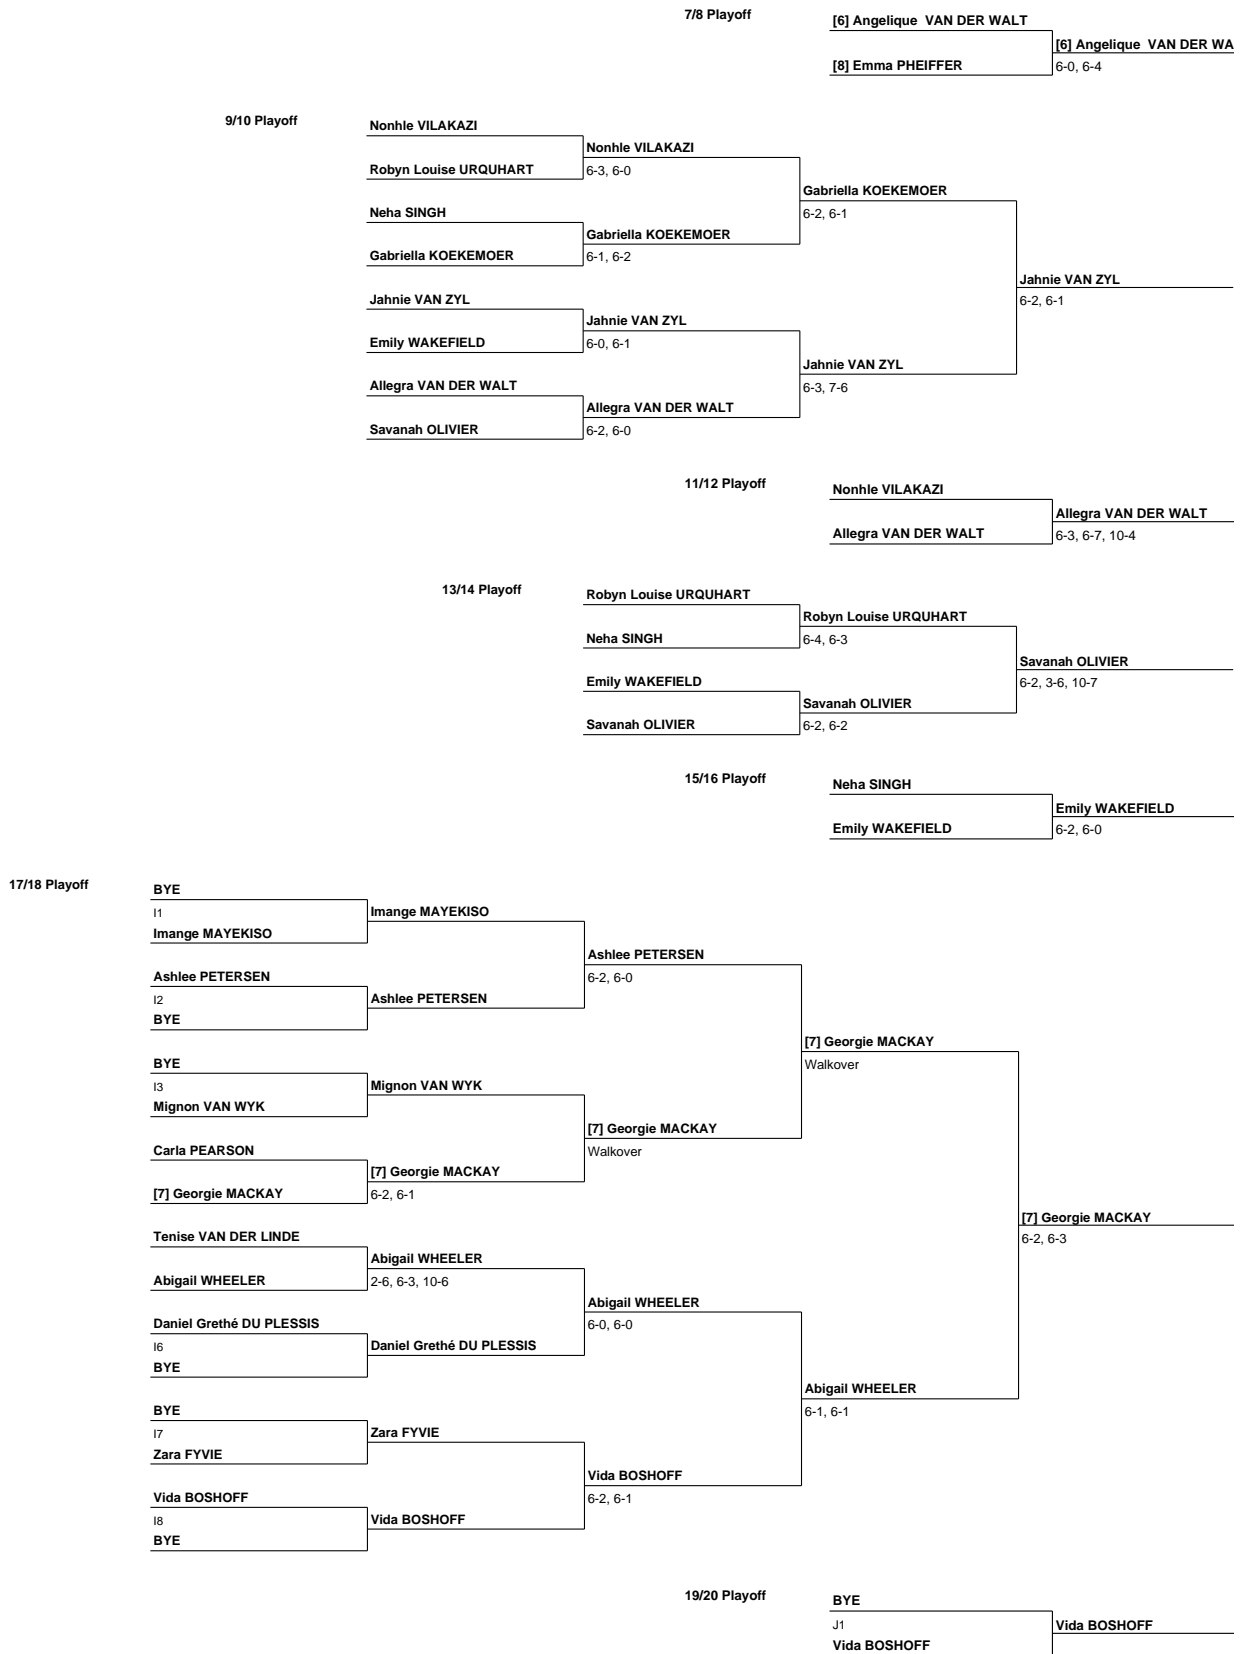 7/8 Playoff
[6] Angelique  VAN DER WALT
[6] Angelique  VAN DER WA
[8] Emma PHEIFFER
6-0, 6-4
9/10 Playoff
Nonhle VILAKAZI
Nonhle VILAKAZI
Robyn Louise URQUHART
6-3, 6-0
Gabriella KOEKEMOER
Neha SINGH
6-2, 6-1
Gabriella KOEKEMOER
Gabriella KOEKEMOER
6-1, 6-2
Jahnie VAN ZYL
Jahnie VAN ZYL
6-2, 6-1
Jahnie VAN ZYL
Emily WAKEFIELD
6-0, 6-1
Jahnie VAN ZYL
Allegra VAN DER WALT
6-3, 7-6
Allegra VAN DER WALT
Savanah OLIVIER
6-2, 6-0
11/12 Playoff
Nonhle VILAKAZI
Allegra VAN DER WALT
Allegra VAN DER WALT
6-3, 6-7, 10-4
13/14 Playoff
Robyn Louise URQUHART
Robyn Louise URQUHART
Neha SINGH
6-4, 6-3
Savanah OLIVIER
Emily WAKEFIELD
6-2, 3-6, 10-7
Savanah OLIVIER
Savanah OLIVIER
6-2, 6-2
15/16 Playoff
Neha SINGH
Emily WAKEFIELD
Emily WAKEFIELD
6-2, 6-0
17/18 Playoff
BYE
I1
Imange MAYEKISO
Imange MAYEKISO
Ashlee PETERSEN
Ashlee PETERSEN
6-2, 6-0
I2
Ashlee PETERSEN
BYE
[7] Georgie MACKAY
BYE
Walkover
I3
Mignon VAN WYK
Mignon VAN WYK
[7] Georgie MACKAY
Carla PEARSON
Walkover
[7] Georgie MACKAY
[7] Georgie MACKAY
6-2, 6-1
[7] Georgie MACKAY
Tenise VAN DER LINDE
6-2, 6-3
Abigail WHEELER
Abigail WHEELER
2-6, 6-3, 10-6
Abigail WHEELER
Daniel Grethé DU PLESSIS
6-0, 6-0
I6
Daniel Grethé DU PLESSIS
BYE
Abigail WHEELER
BYE
6-1, 6-1
I7
Zara FYVIE
Zara FYVIE
Vida BOSHOFF
Vida BOSHOFF
6-2, 6-1
I8
Vida BOSHOFF
BYE
19/20 Playoff
BYE
J1
Vida BOSHOFF
Vida BOSHOFF